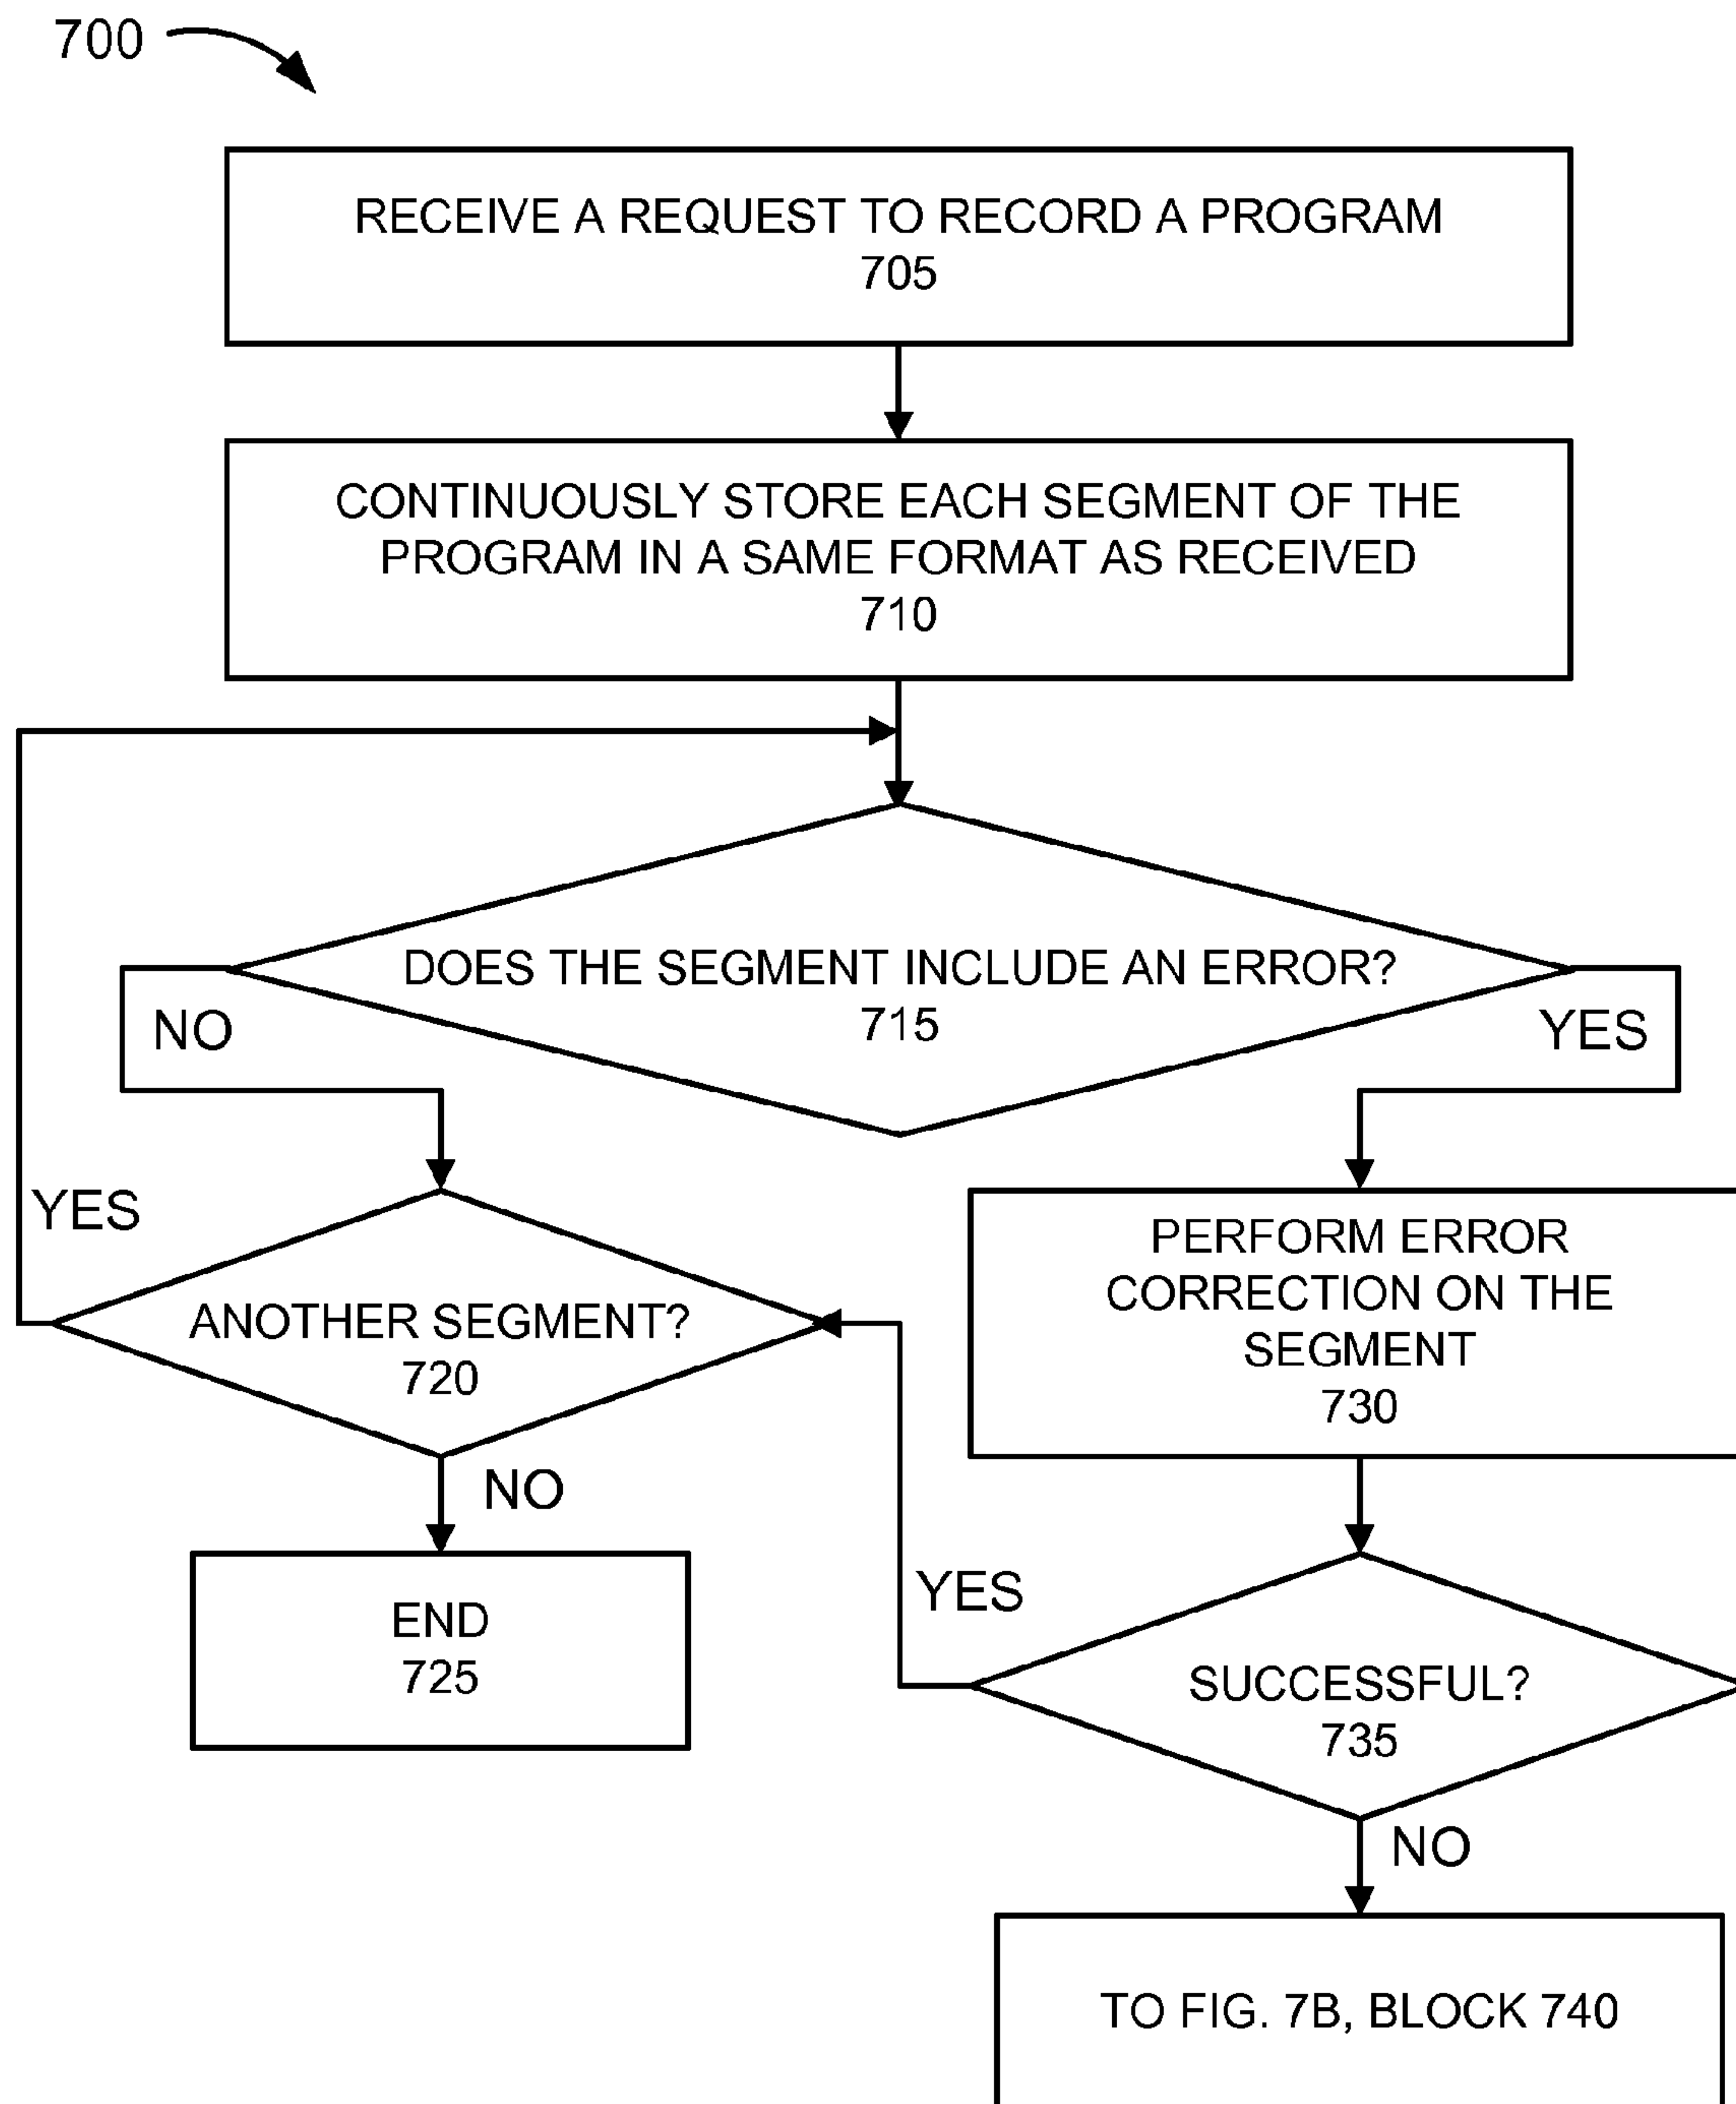 700
RECEIVE A REQUEST TO RECORD A PROGRAM
705
CONTINUOUSLY STORE EACH SEGMENT OF THE
PROGRAM IN A SAME FORMAT AS RECEIVED
710
DOES THE SEGMENT INCLUDE AN ERROR?
715
NO
YES
YES
ANOTHER SEGMENT?
720
NO
END
725
PERFORM ERROR
CORRECTION ON THE
SEGMENT
730
YES
SUCCESSFUL?
735
NO
TO FIG. 7B, BLOCK 740